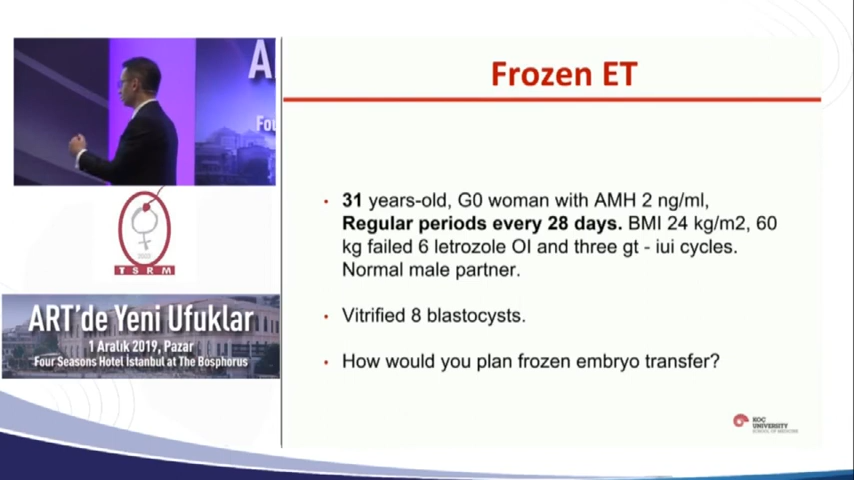 A
Fou
TSRM
ART'de Yeni Ufuklar
1 Aralık 2019, Pazar
Four Seasons Hotel İstanbul at The Bosphorus
Frozen ET
• 31 years-old, G0 woman with AMH 2 ng/ml,
Regular periods every 28 days. BMI 24 kg/m2, 60
kg failed 6 letrozole OI and three gt - iui cycles.
Normal male partner.
• Vitrified 8 blastocysts.
• How would you plan frozen embryo transfer?
KOÇ
UNIVERSITY
SCHOOL OF MEDICINE